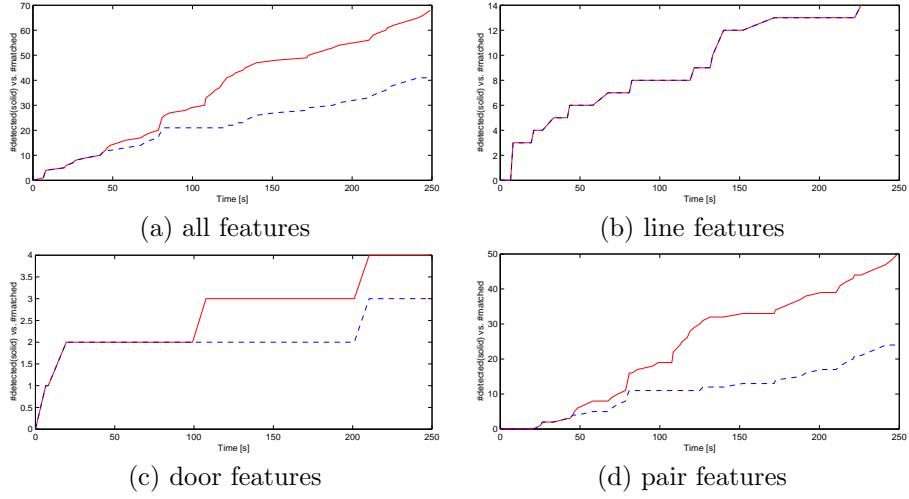 70
60
50
40
30
20
10
0
0 50 100 150 200 250
Time [s]
#detected(solid) vs. #matched
(a) all features
14
12
10
8
6
4
2
0
0 50 100 150 200 250
Time [s]
#detected(solid) vs. #matched
(b) line features
4
3.5
3
2.5
2
1.5
1
0.5
0
0 50 100 150 200 250
Time [s]
#detected(solid) vs. #matched
(c) door features
50
40
30
20
10
0
0 50 100 150 200 250
Time [s]
#detected(solid) vs. #matched
(d) pair features